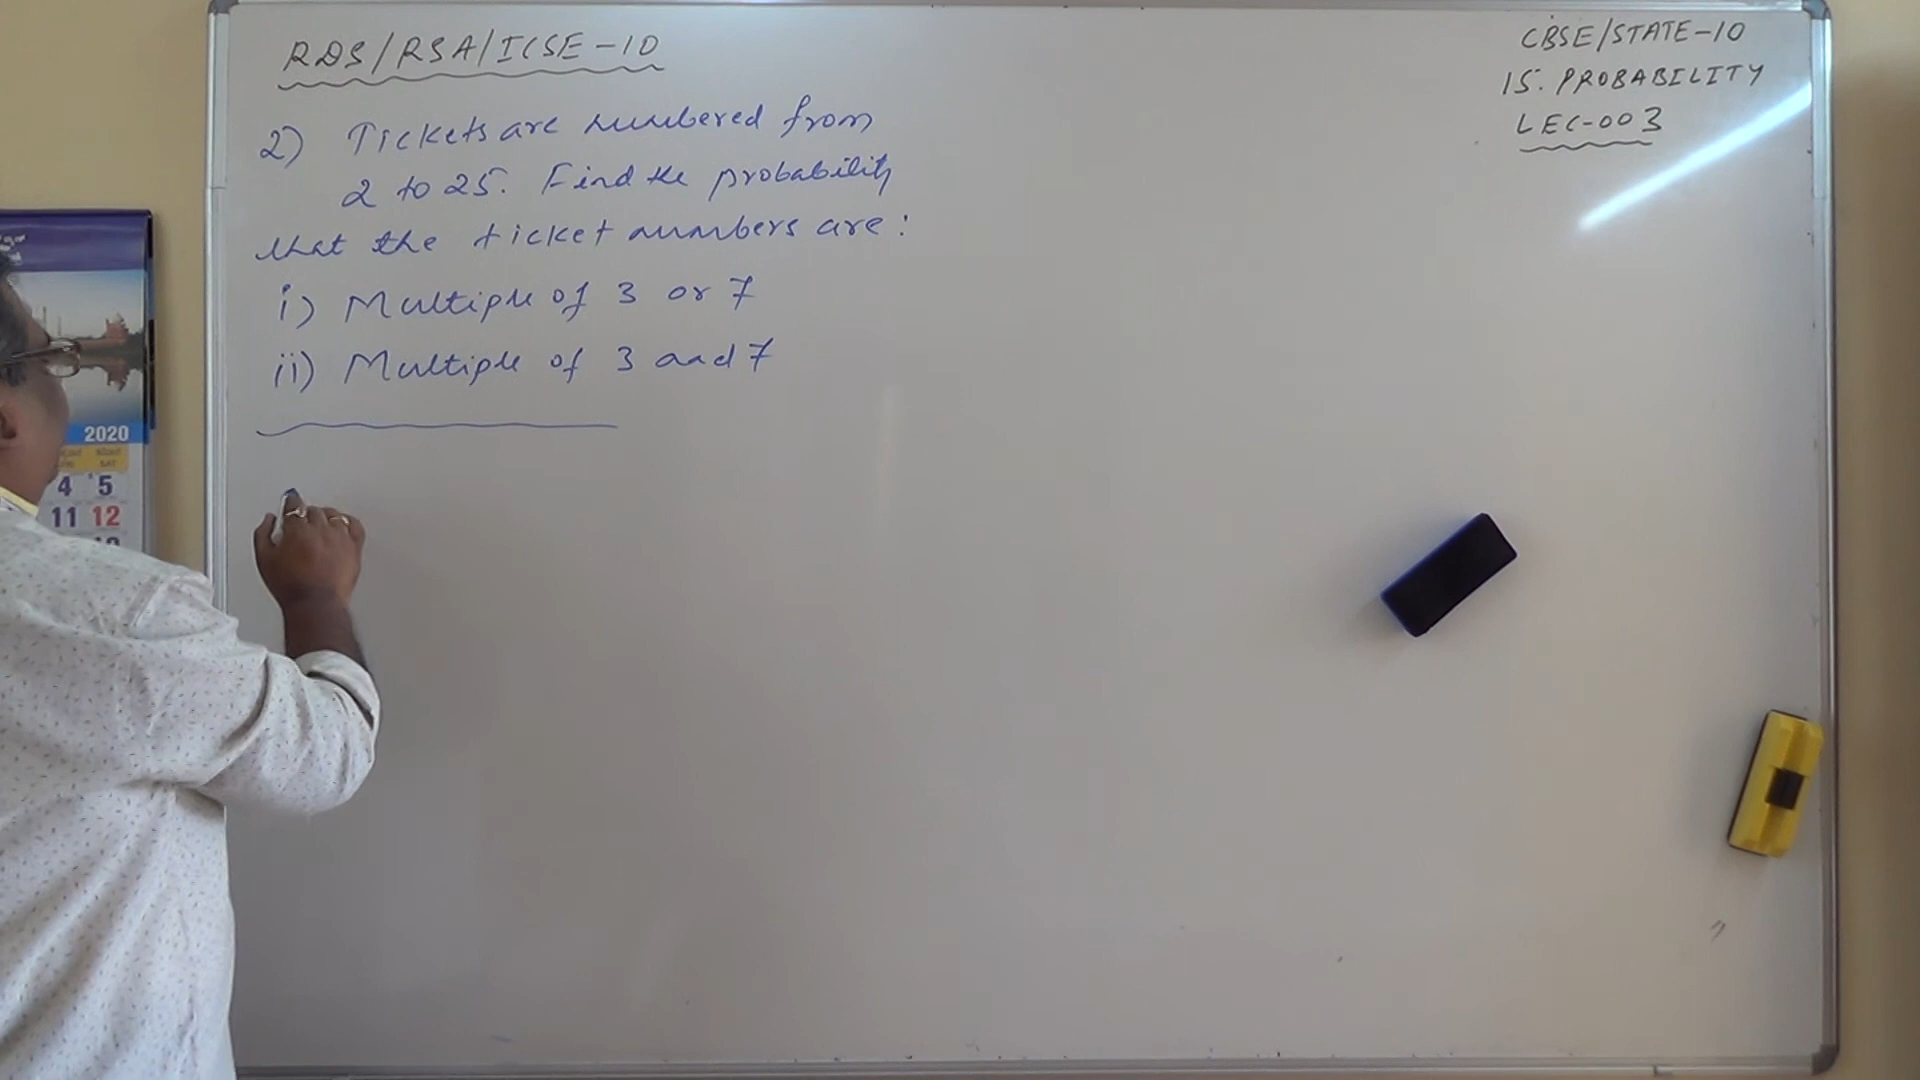 RDS/RSA/ICSE-10
CBSE/STATE-10
15. PROBABILITY
LEC-003
2) Tickets are numbered from
2 to 25. Find the probability
that the ticket numbers are:
i) Multiple of 3 or 7
ii) Multiple of 3 and 7
2020
4 5
11 12